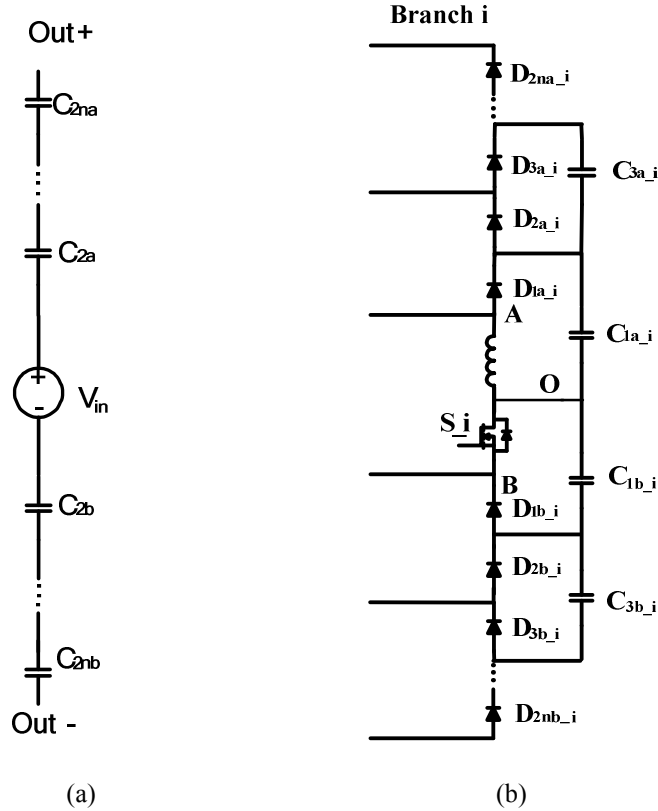 Out+
C2na
C2a
+
-
Vin
C2b
C2nb
Out -
(a)
Branch i
D2na_i
D3a_i
C3a_i
D2a_i
D1a_i
A
C1a_i
O
S_i
B
C1b_i
D1b_i
D2b_i
C3b_i
D3b_i
D2nb_i
(b)